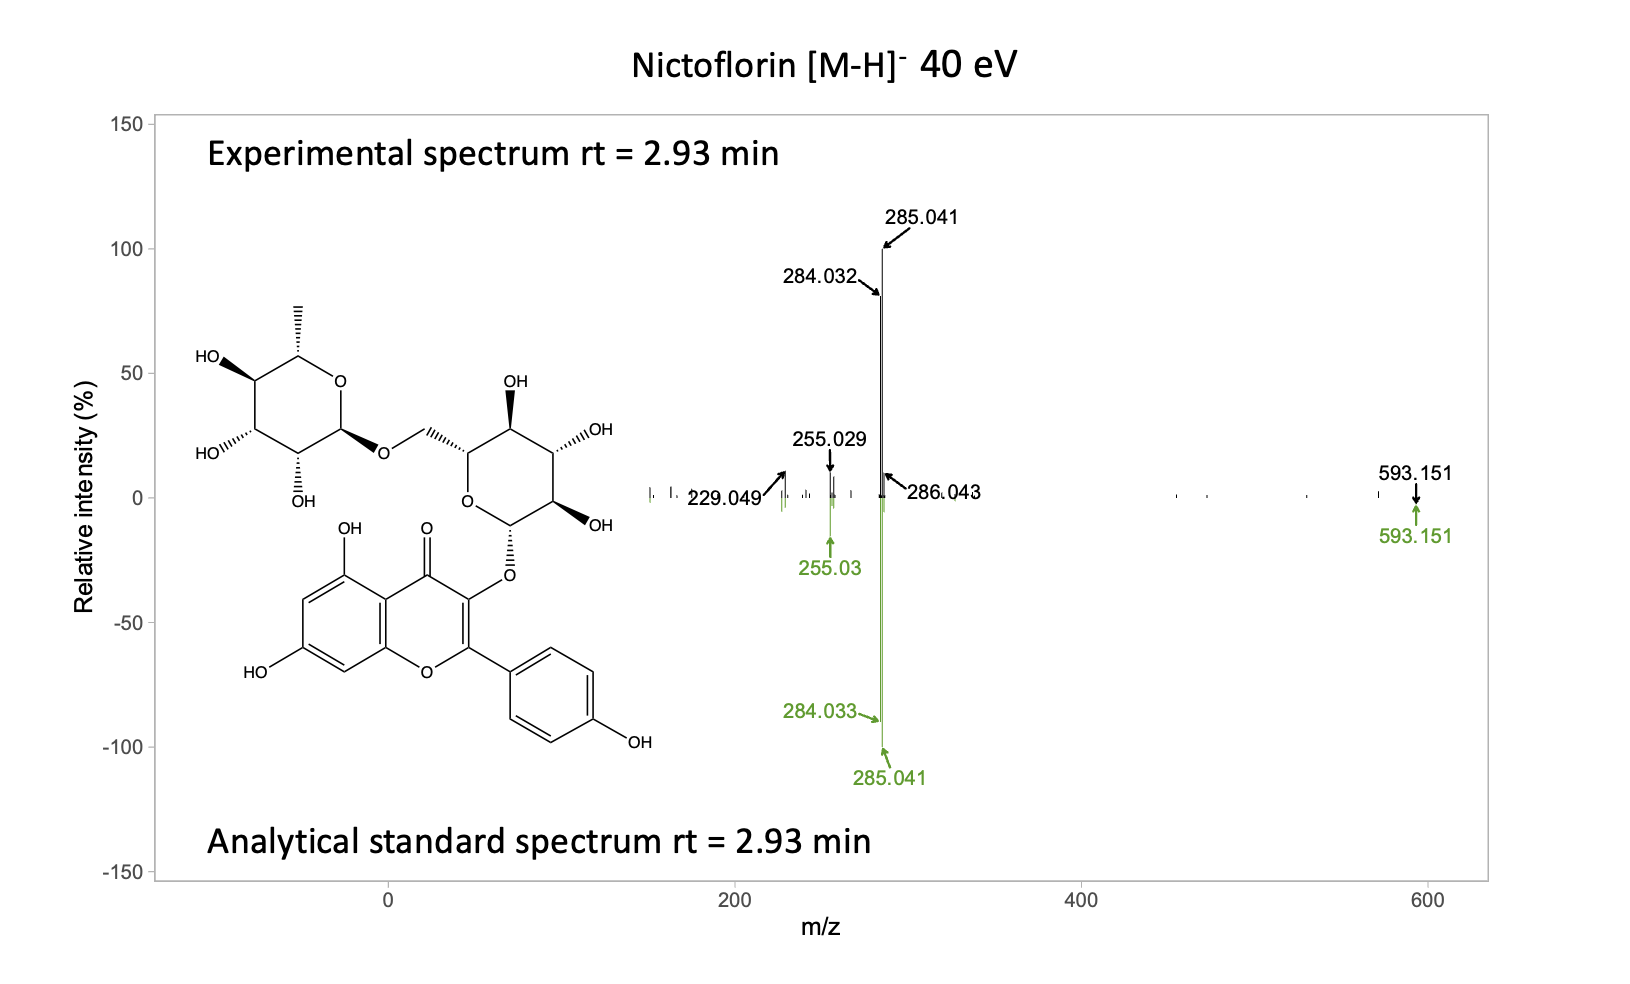 Nictoflorin [M-H]- 40 eV
150
Experimental spectrum rt = 2.93 min
285.041
100
284.032
HO
O
50
OH
OH
255.029
HO
O
593.151
229.049
286.043
0
OH
O
OH
OH
O
593.151
255.03
O
Relative intensity (%)
-50
HO
O
284.033
OH
-100
285.041
Analytical standard spectrum rt = 2.93 min
-150
0
200
400
600
m/z